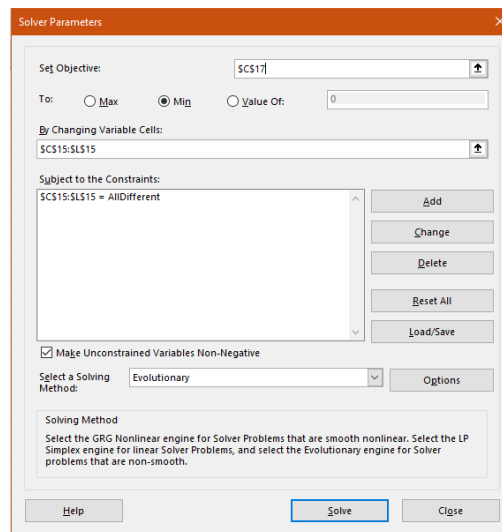 Solver Parameters
Set Objective:
$C$17
To:
Max
Min
Value Of:
0
By Changing Variable Cells:
$C$15:$L$15
Subject to the Constraints:
$C$15:$L$15 = AllDifferent
Add
Change
Delete
Reset All
Load/Save
Make Unconstrained Variables Non-Negative
Select a Solving
Method:
Evolutionary
Options
Solving Method
Select the GRG Nonlinear engine for Solver Problems that are smooth nonlinear. Select the LP
Simplex engine for linear Solver Problems, and select the Evolutionary engine for Solver
problems that are non-smooth.
Help
Solve
Close